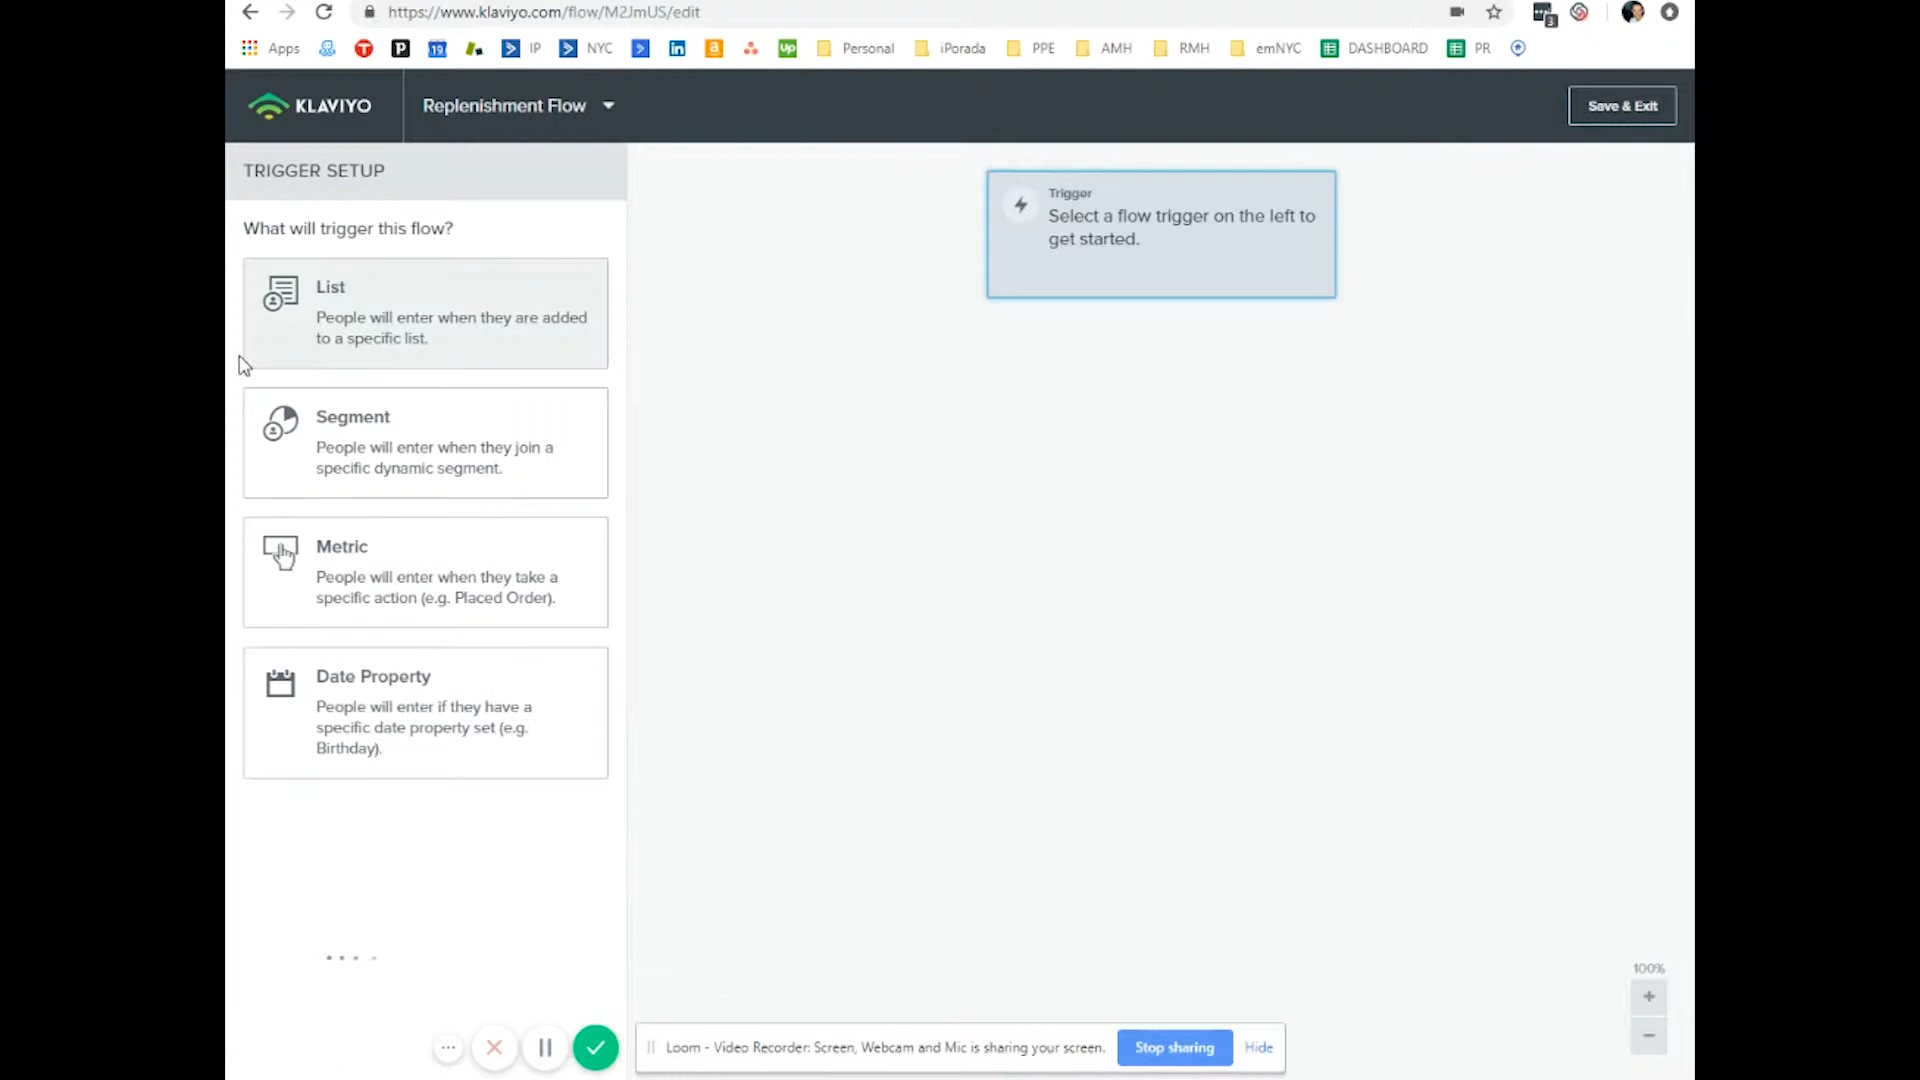 https://www.klaviyo.com/flow/M2JmUS/edit
3
Apps
19
IP
NYC
in
a
up
Personal
iPorada
PPE
AMH
RMH
emNYC
DASHBOARD
PR
KLAVIYO
Replenishment Flow
Save & Exit
TRIGGER SETUP
What will trigger this flow?
List
People will enter when they are added
to a specific list.
Segment
People will enter when they join a
specific dynamic segment.
Metric
People will enter when they take a
specific action (e.g. Placed Order).
Date Property
People will enter if they have a
specific date property set (e.g.
Birthday).
Trigger
Select a flow trigger on the left to
get started.
100%
+
−
Loom - Video Recorder: Screen, Webcam and Mic is sharing your screen.
Stop sharing
Hide